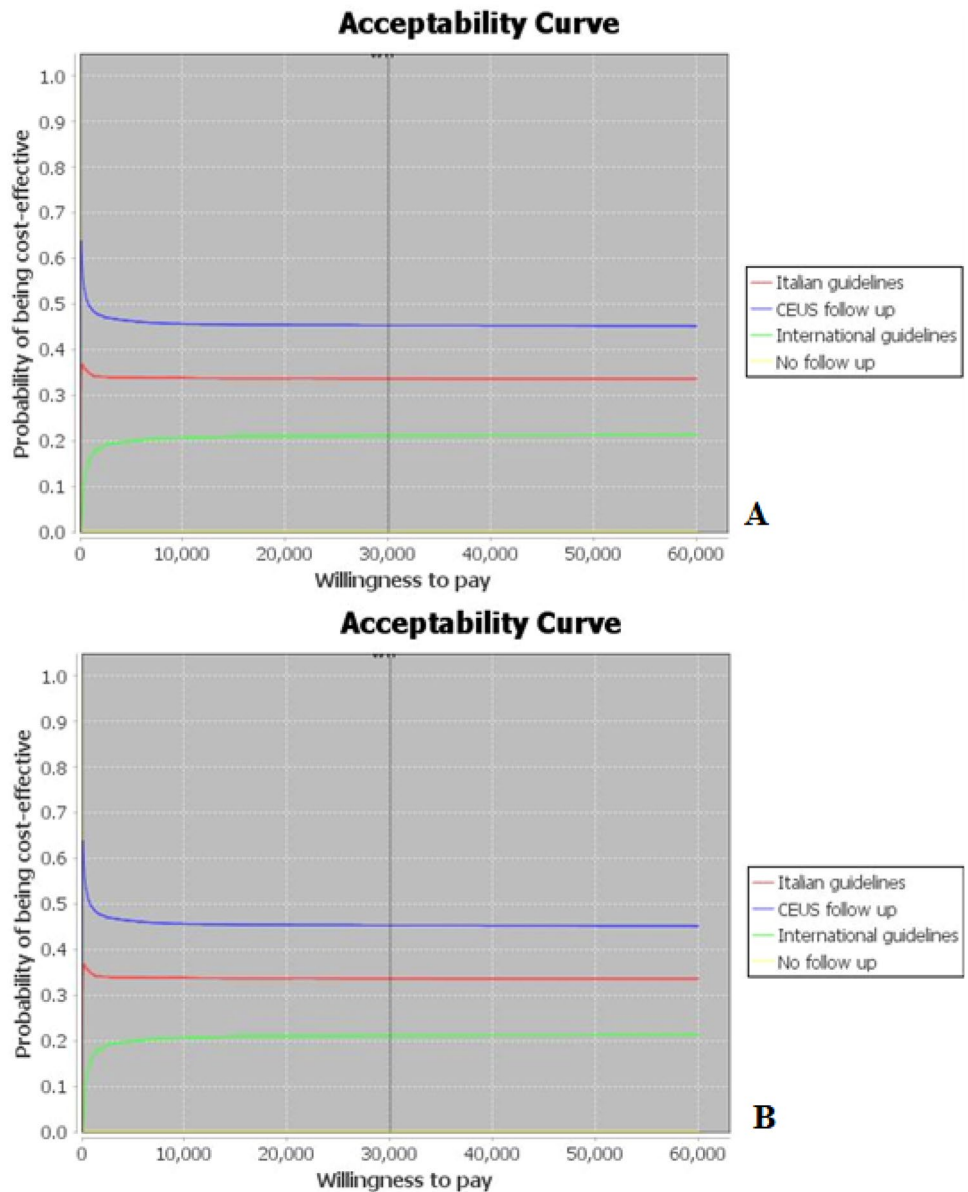 Acceptability Curve
Probability of being cost-effective
1.0
0.9
0.8
0.7
0.6
0.5
0.4
0.3
0.2
0.1
0.0
0 10,000 20,000 30,000 40,000 50,000 60,000
Willingness to pay
Italian guidelines
CEUS follow up
International guidelines
No follow up
A
Acceptability Curve
Probability of being cost-effective
1.0
0.9
0.8
0.7
0.6
0.5
0.4
0.3
0.2
0.1
0.0
0 10,000 20,000 30,000 40,000 50,000 60,000
Willingness to pay
Italian guidelines
CEUS follow up
International guidelines
No follow up
B